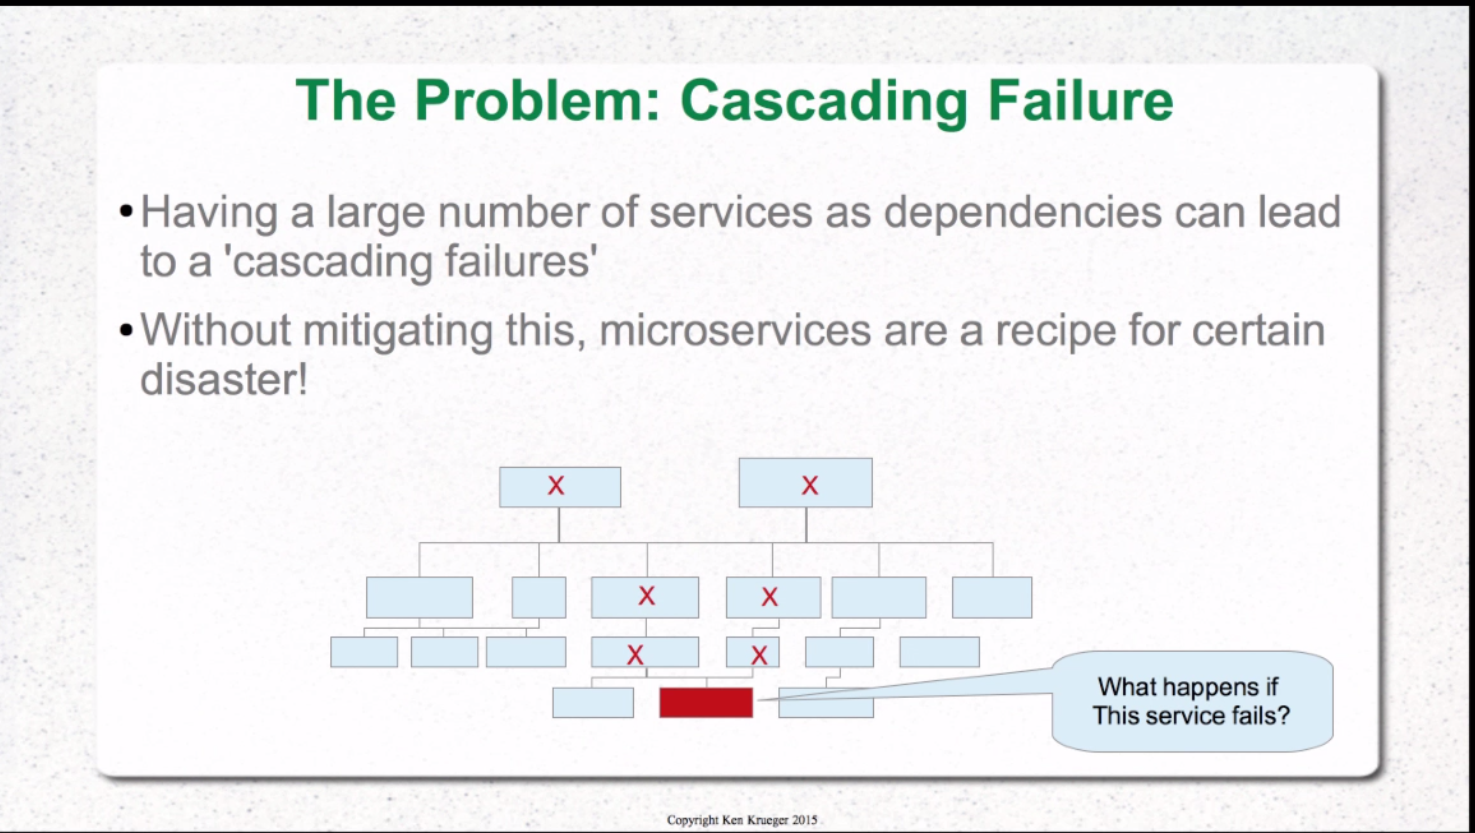 The Problem: Cascading Failure
•Having a large number of services as dependencies can lead
to a 'cascading failures'
•Without mitigating this, microservices are a recipe for certain
disaster!
X X
X X
X X
What happens if
This service fails?
Copyright Ken Krueger 2015